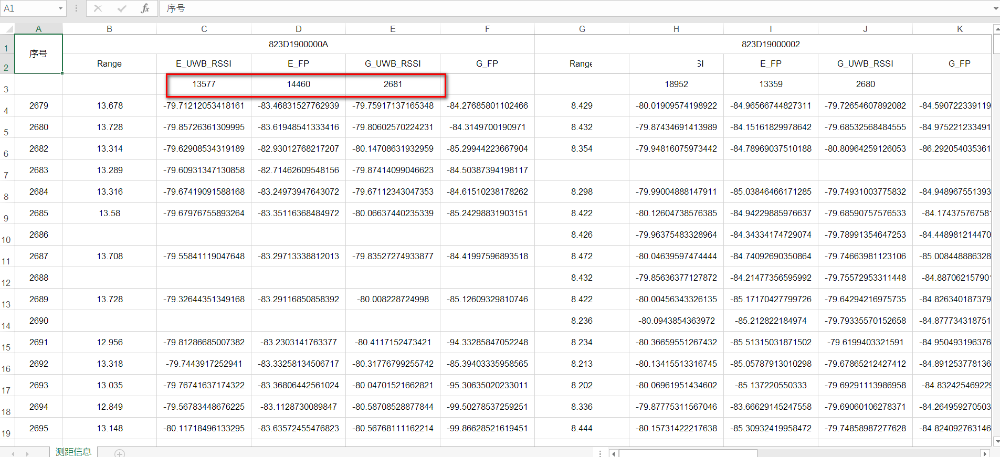 A1 fx 序号
A B C D E F G H I J K
1 序号 823D1900000A 823D19000002
2 Range E_UWB_RSSI E_FP G_UWB_RSSI G_FP Range SI E_FP G_UWB_RSSI G_FP
3 13577 14460 2681 18952 13359 2680
4 2679 13.678 -79.71212053418161 -83.46831527762939 -79.75917137165348 -84.27685801102466 8.429 -80.01909574198922 -84.96566744827311 -79.72654607892082 -84.590722339119
5 2680 13.728 -79.85726361309995 -83.61948541333416 -79.80602570224231 -84.3149700190971 8.432 -79.87434691413989 -84.15161829978642 -79.68532568484555 -84.975221233491
6 2682 13.314 -79.62908534319189 -82.93012768217207 -80.14708631932959 -85.29944223667904 8.354 -79.94816075973442 -84.78969037510188 -80.80964259126053 -86.292054035361
7 2683 13.289 -79.60931347130858 -82.71462609548156 -79.87414099046623 -84.50387394198117
8 2684 13.316 -79.67419091588168 -83.24973947643072 -79.67112343047353 -84.61510238178262 8.298 -79.99004888147911 -85.03846466171285 -79.74931003775832 -84.948967551393
9 2685 13.58 -79.67976755893264 -83.35116368484972 -80.06637440235339 -85.24298831903151 8.422 -80.12604738576385 -84.94229885976637 -79.68590757576533 -84.174375767581
10 2686 8.426 -79.96375483328964 -84.34334174729074 -79.78991354647253 -84.448981214470
11 2687 13.708 -79.55841119047648 -83.29713338812013 -79.83527274933877 -84.41997596893518 8.472 -80.04639597474444 -84.74092690350864 -79.74663981123106 -85.008448886328
12 2688 8.432 -79.85636377127872 -84.21477356595992 -79.75572953311448 -84.887062157901
13 2689 13.728 -79.32644351349168 -83.29116850858392 -80.008228724998 -85.12609329810746 8.422 -80.00456343326135 -85.17170427799726 -79.64294216975735 -84.826340187379
14 2690 8.236 -80.0943854363972 -85.212822184974 -79.79335570152658 -84.877734318751
15 2691 12.956 -79.81286685007382 -83.2303141763377 -80.4117152473421 -94.33285847052248 8.234 -80.36659551267432 -85.51315031871502 -79.6199403321591 -84.950493196376
16 2692 13.318 -79.7443917252941 -83.33258134506717 -80.31776799255742 -85.39403335958565 8.213 -80.13415513316745 -85.05787913010298 -79.67865212427412 -84.891253778136
17 2693 13.035 -79.76741637174322 -83.36806442561024 -80.04701521662821 -95.30635020233011 8.202 -80.06961951434602 -85.137220550333 -79.69291113986958 -84.832425469229
18 2694 12.849 -79.56783448676225 -83.1128730089847 -80.58708528877844 -99.50278537259251 8.336 -79.87775311567046 -83.66629145247558 -79.69060106278371 -84.264959270503
19 2695 13.148 -80.11718496133295 -83.63572455476823 -80.56768111162214 -99.86628521619451 8.444 -80.15731422217638 -85.30932419958472 -79.74858987277628 -84.824092763146
测距信息